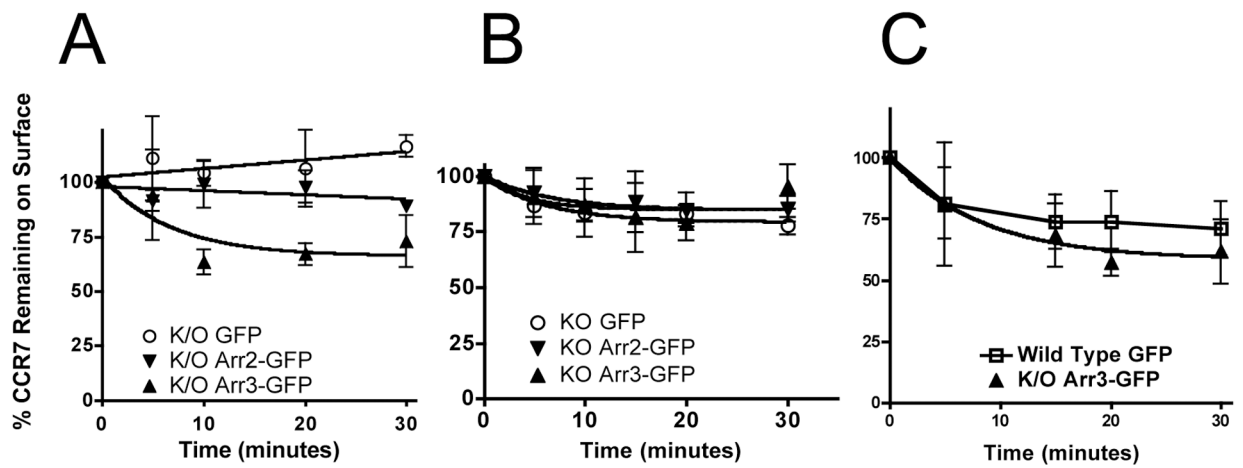 A
B
C
% CCR7 Remaining on Surface
100
75
50
25
0
K/O GFP
K/O Arr2-GFP
K/O Arr3-GFP
0 10 20 30
Time (minutes)
100
75
50
25
0
KO GFP
KO Arr2-GFP
KO Arr3-GFP
0 10 20 30
Time (minutes)
100
75
50
25
0
Wild Type GFP
K/O Arr3-GFP
0 10 20 30
Time (minutes)